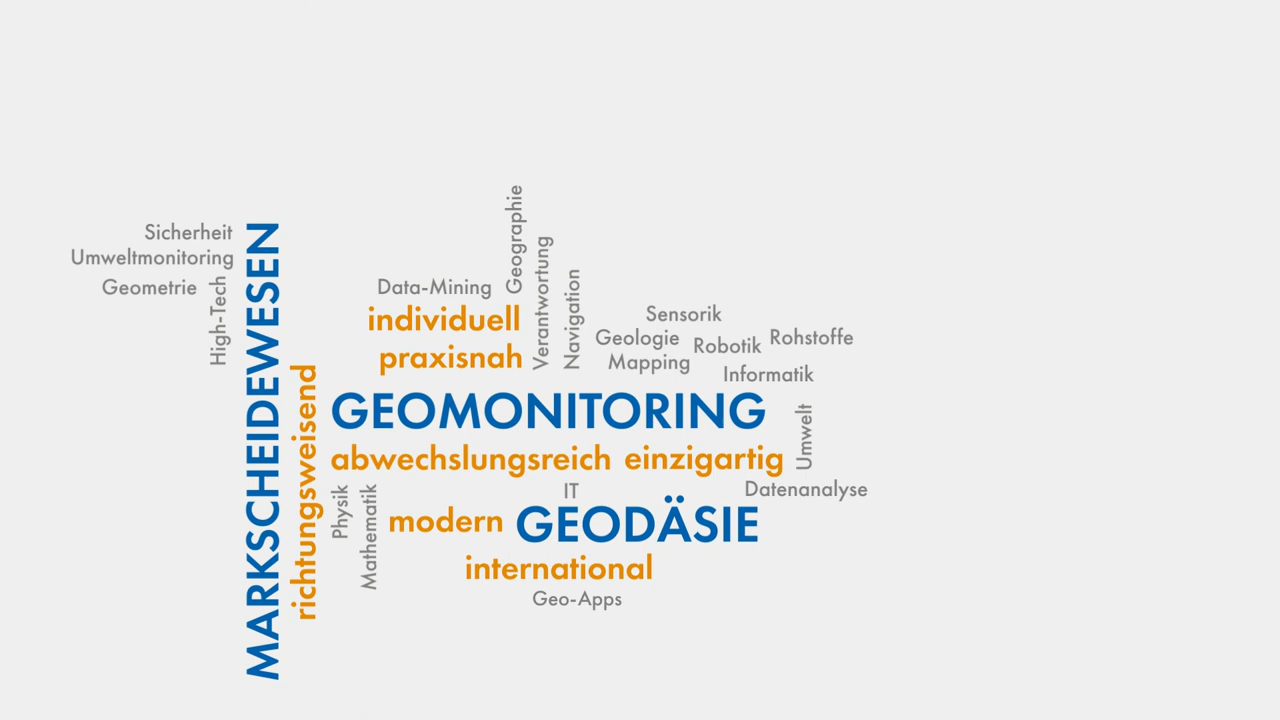 Sicherheit
Umweltmonitoring
Geometrie
High-Tech
MARKSCHEIDEWESEN
richtungsweisend
Data-Mining
Geographie
Verantwortung
Navigation
individuell
praxisnah
Sensorik
Geologie
Robotik
Rohstoffe
Mapping
Informatik
GEOMONITORING
Umwelt
abwechslungsreich
einzigartig
Physik
Mathematik
IT
Datenanalyse
modern
GEODÄSIE
international
Geo-Apps